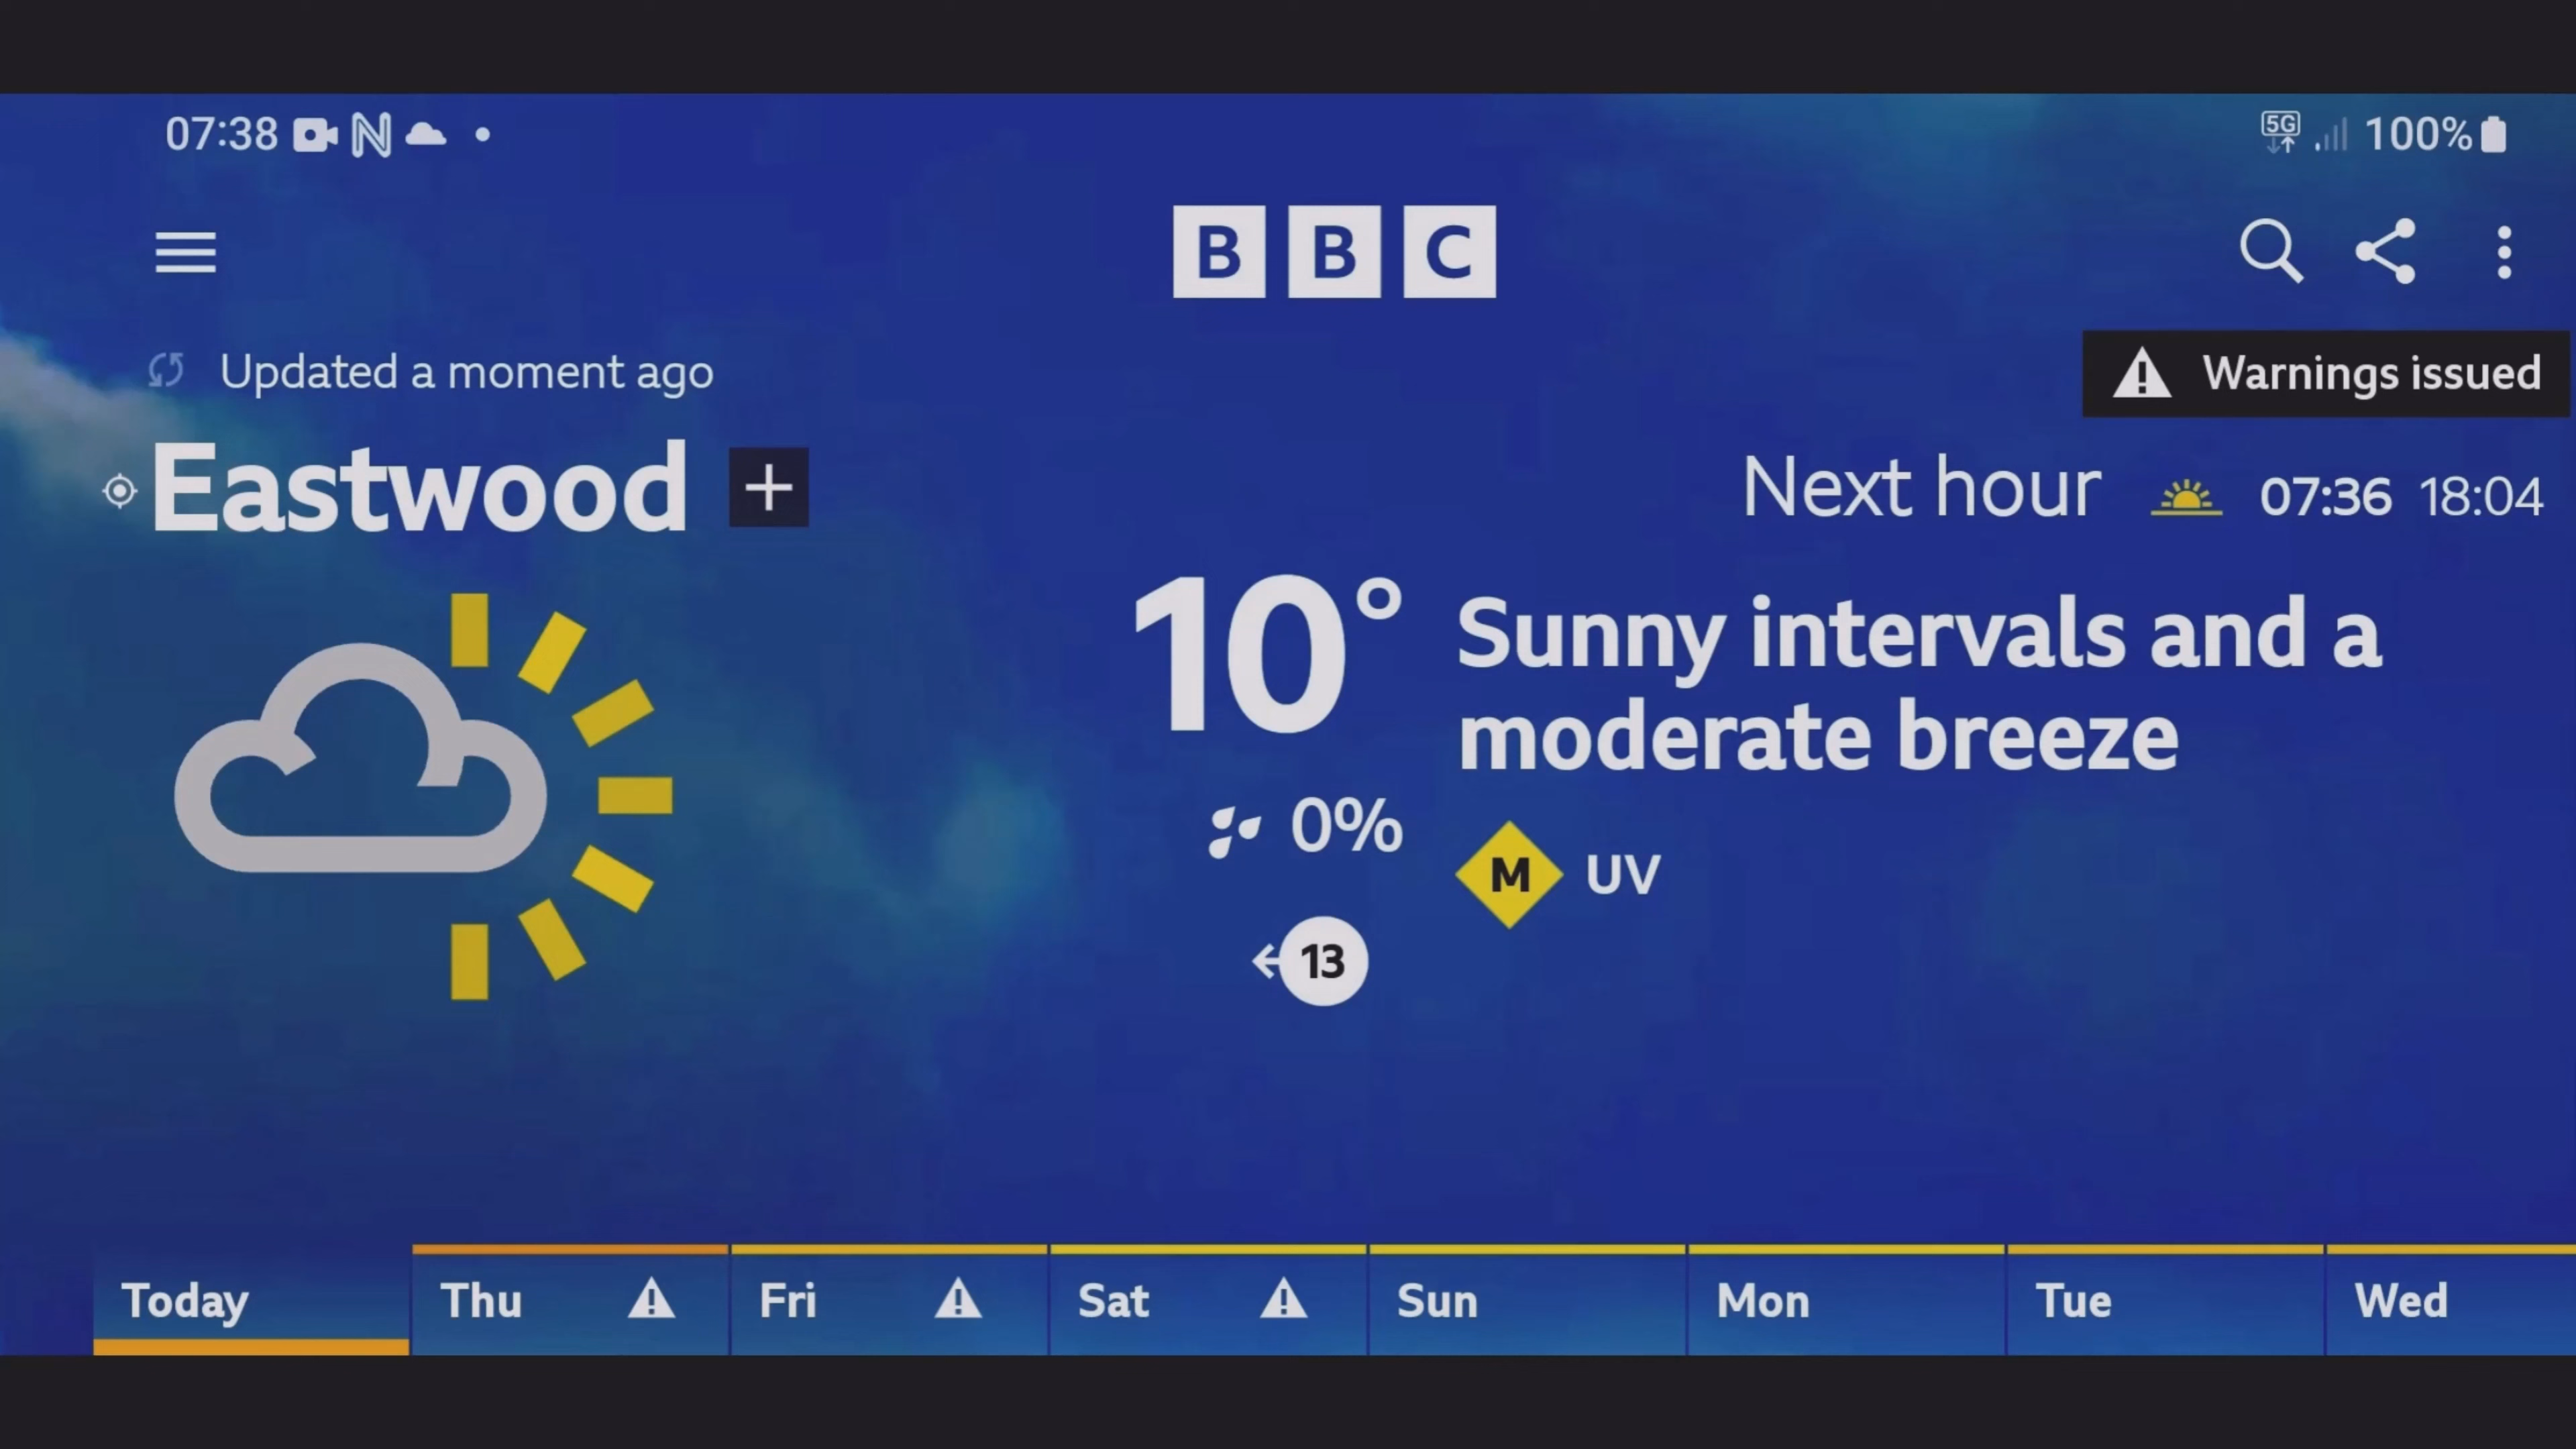 07:38
5G 100%
BBC
Updated a moment ago
Warnings issued
Eastwood
Next hour 07:36 18:04
10° Sunny intervals and a
moderate breeze
0%
M UV
13
Today Thu Fri Sat Sun Mon Tue Wed